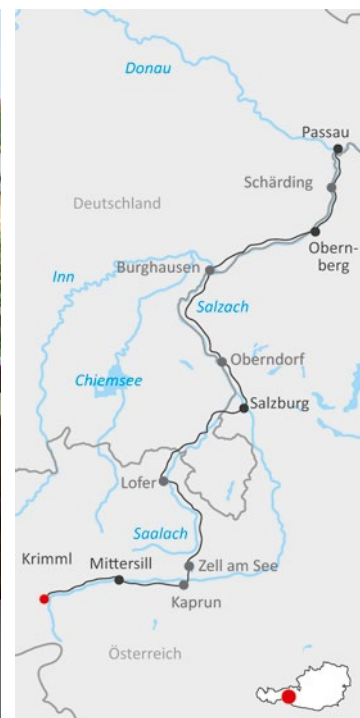 Donau
Passau
Schärding
Deutschland
Obern-
berg
Burghausen
Inn
Salzach
Oberndorf
Chiemsee
Salzburg
Lofer
Saalach
Krimml
Mittersill
Zell am See
Kaprun
Österreich